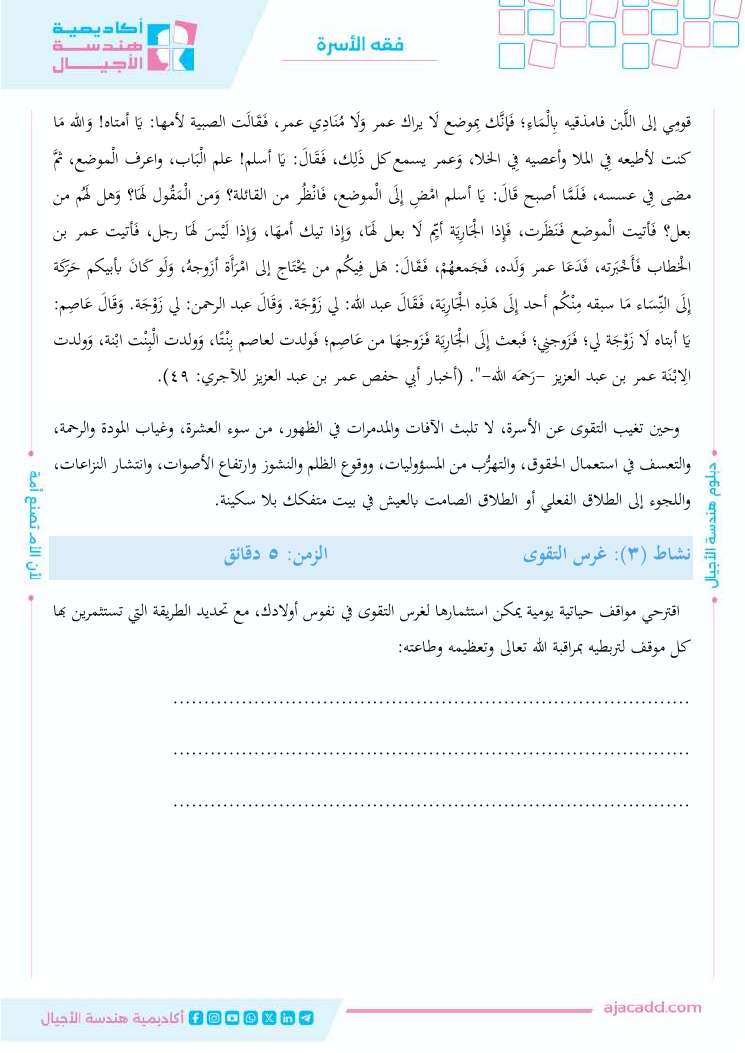 أكاديمية
هندسة
الأجيال
فقه الأسرة
قومِي إلى اللَّبن فامذقيه بِالْمَاءِ؛ فَإنَّك بِموضع لَا يراك عمر وَلَا مُنَادِي عمر، فَقَالَت الصبية لأمها: يَا أمتاه! وَالله مَا
كنت لأطيعه فِي الملا وأعصيه فِي الخلا، وَعمر يسمع كل ذَلِك، فَقَالَ: يَا أسلم! علم الْبَاب، واعرف الْموضع، ثمَّ
مضى فِي عسسه، فَلَمَّا أصبح قَالَ: يَا أسلم امْضِ إِلَى الْموضع، فَانْظُر من القائلة؟ وَمن الْمَقُول لَهَا؟ وَهل لَهُم من
بعل؟ فَأتيت الْموضع فَنَظَرت، فَإِذا الْجَارِيَة أيّم لَا بعل لَهَا، وَإِذا تيك أمهَا، وَإِذا لَيْسَ لَهَا رجل، فَأتيت عمر بن
الْخطاب فَأَخْبَرته، فَدَعَا عمر وَلَده، فَجَمعهُمْ، فَقَالَ: هَل فِيكُم من يَحْتَاج إلى امْرَأَة أزَوجهُ، وَلَو كَانَ بأبيكم حَرَكَة
إِلَى النِّسَاء مَا سبقه مِنْكُم أحد إِلَى هَذِه الْجَارِيَة، فَقَالَ عبد الله: لي زَوْجَة. وَقَالَ عبد الرحمن: لي زَوْجَة. وَقَالَ عَاصِم:
يَا أبتاه لَا زَوْجَة لي؛ فَزَوجنِي؛ فَبعث إِلَى الْجَارِيَة فَزَوجهَا من عَاصِم؛ فَولدت لعاصم بِنْتًا، وَولدت الْبِنْت ابْنة، وَولدت
الِابْنَة عمر بن عبد العزيز -رَحمَه الله-". (أخبار أبي حفص عمر بن عبد العزيز للآجري: ٤٩).
وحين تغيب التقوى عن الأسرة، لا تلبث الآفات والمدمرات في الظهور، من سوء العشرة، وغياب المودة والرحمة،
والتعسف في استعمال الحقوق، والتهرُّب من المسؤوليات، ووقوع الظلم والنشوز وارتفاع الأصوات، وانتشار النزاعات،
واللجوء إلى الطلاق الفعلي أو الطلاق الصامت بالعيش في بيت متفكك بلا سكينة.
نشاط (٣): غرس التقوى الزمن: ٥ دقائق
اقترحي مواقف حياتية يومية يمكن استثمارها لغرس التقوى في نفوس أولادك، مع تحديد الطريقة التي تستثمرين بها
كل موقف لتربطيه بمراقبة الله تعالى وتعظيمه وطاعته:
دبلوم هندسة الأجيال
لأن الأم تصنع أمة
أكاديمية هندسة الأجيال
ajacadd.com